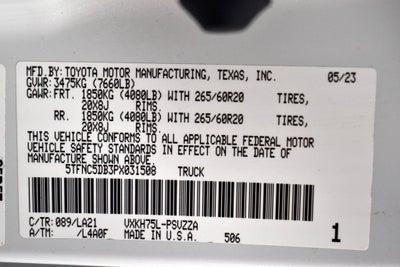 MFD.BY: TOYOTA MOTOR MANUFACTURING, TEXAS, INC. 05/23
GVWR: 3475KG (7660LB)
GAWR: FRT. 1850KG (4080LB) WITH 265/60R20 TIRES,
20X8J RIMS.
RR. 1850KG (4080LB) WITH 265/60R20 TIRES,
20X8J RIMS.
THIS VEHICLE CONFORMS TO ALL APPLICABLE FEDERAL MOTOR
VEHICLE SAFETY STANDARDS IN EFFECT ON THE DATE OF
MANUFACTURE SHOWN ABOVE.
5TFNC5DB3PX031508 TRUCK
C/TR: 089/LA21 VXKH75L-PSVZZA
A/TM: /L4A0F MADE IN U.S.A. 506 1